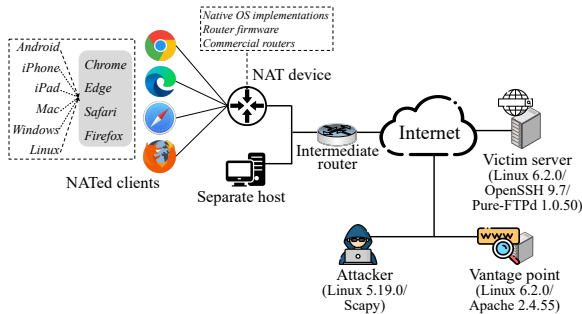 Native OS implementations
Router firmware
Commercial routers
Android
iPhone
iPad
Mac
Windows
Linux
Chrome
Edge
Safari
Firefox
NATed clients
NAT device
Separate host
Intermediate
router
Internet
Victim server
(Linux 6.2.0/
OpenSSH 9.7/
Pure-FTPd 1.0.50)
Attacker
(Linux 5.19.0/
Scapy)
WWW
Vantage point
(Linux 6.2.0/
Apache 2.4.55)